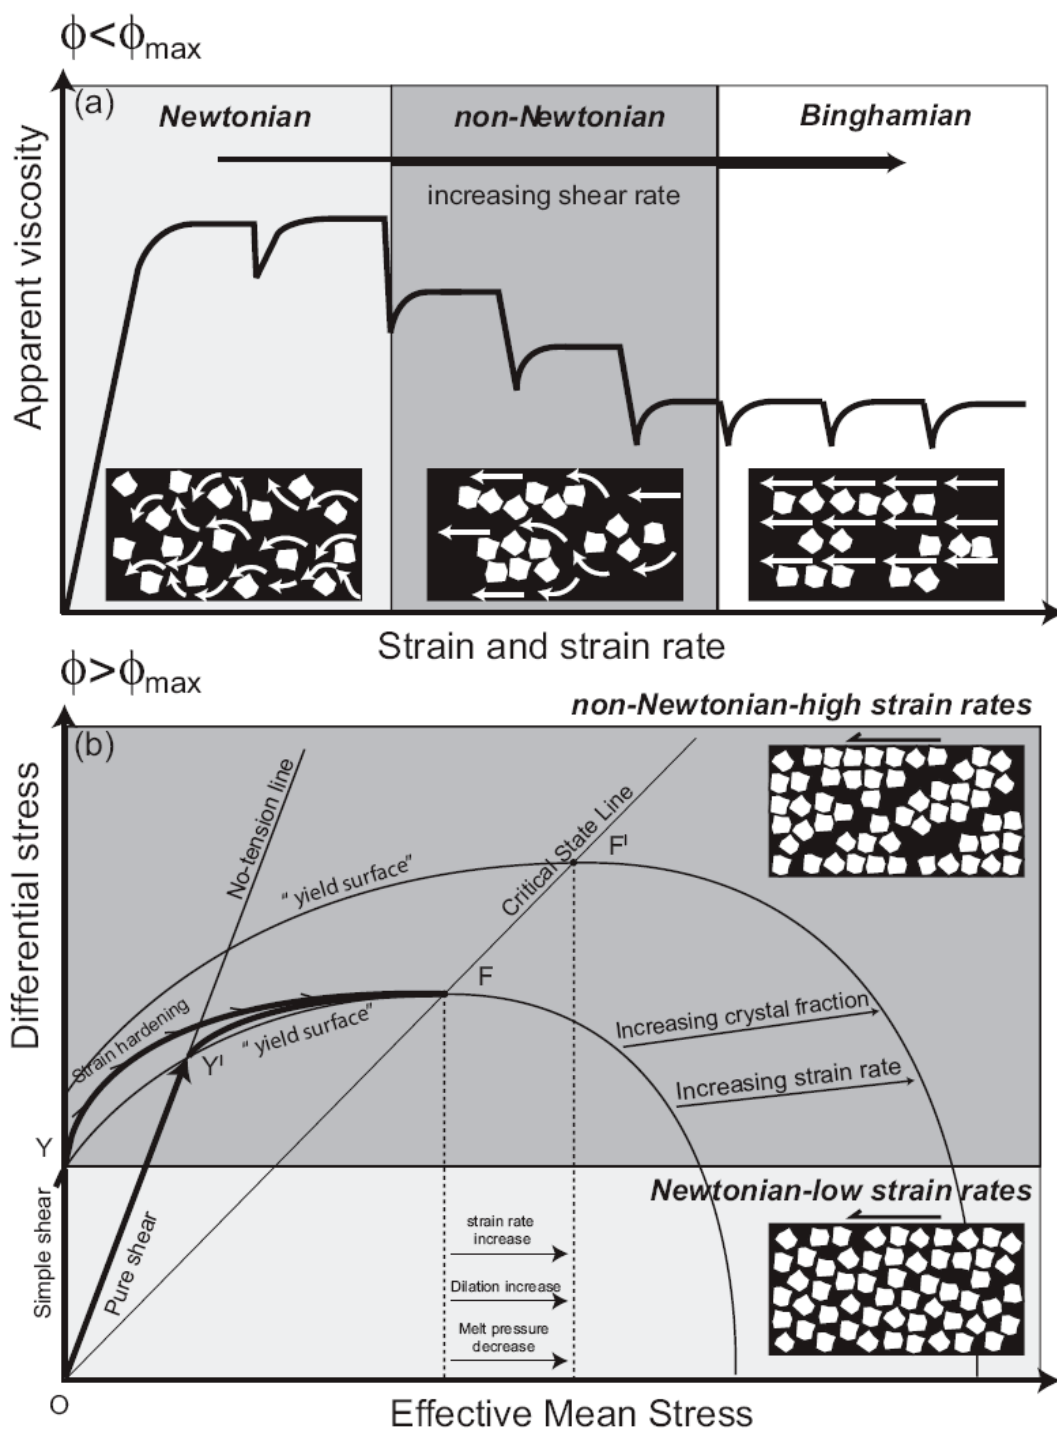 ϕ<ϕmax
(a)
Newtonian
non-Newtonian
Binghamian
increasing shear rate
Apparent viscosity
Strain and strain rate
ϕ>ϕmax
non-Newtonian-high strain rates
(b)
Differential stress
No-tension line
Critical State Line
F'
"yield surface"
F
Strain hardening
"yield surface"
Y'
Increasing crystal fraction
Increasing strain rate
Y
Newtonian-low strain rates
Simple shear
Pure shear
strain rate
increase
Dilation increase
Melt pressure
decrease
O
Effective Mean Stress